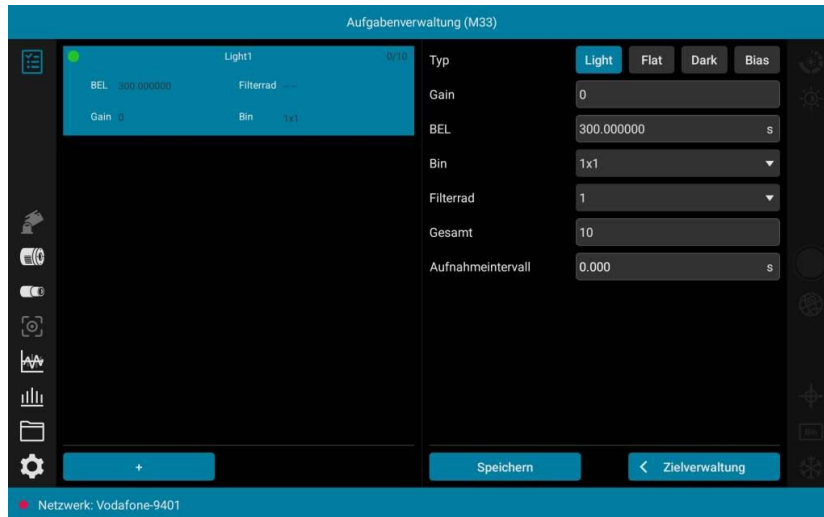 Aufgabenverwaltung (M33)
Light1 0/10
BEL 300.000000 Filterrad --
Gain 0 Bin 1x1
Typ Light Flat Dark Bias
Gain 0
BEL 300.000000 s
Bin 1x1
Filterrad 1
Gesamt 10
Aufnahmeintervall 0.000 s
+ Speichern < Zielverwaltung
Netzwerk: Vodafone-9401